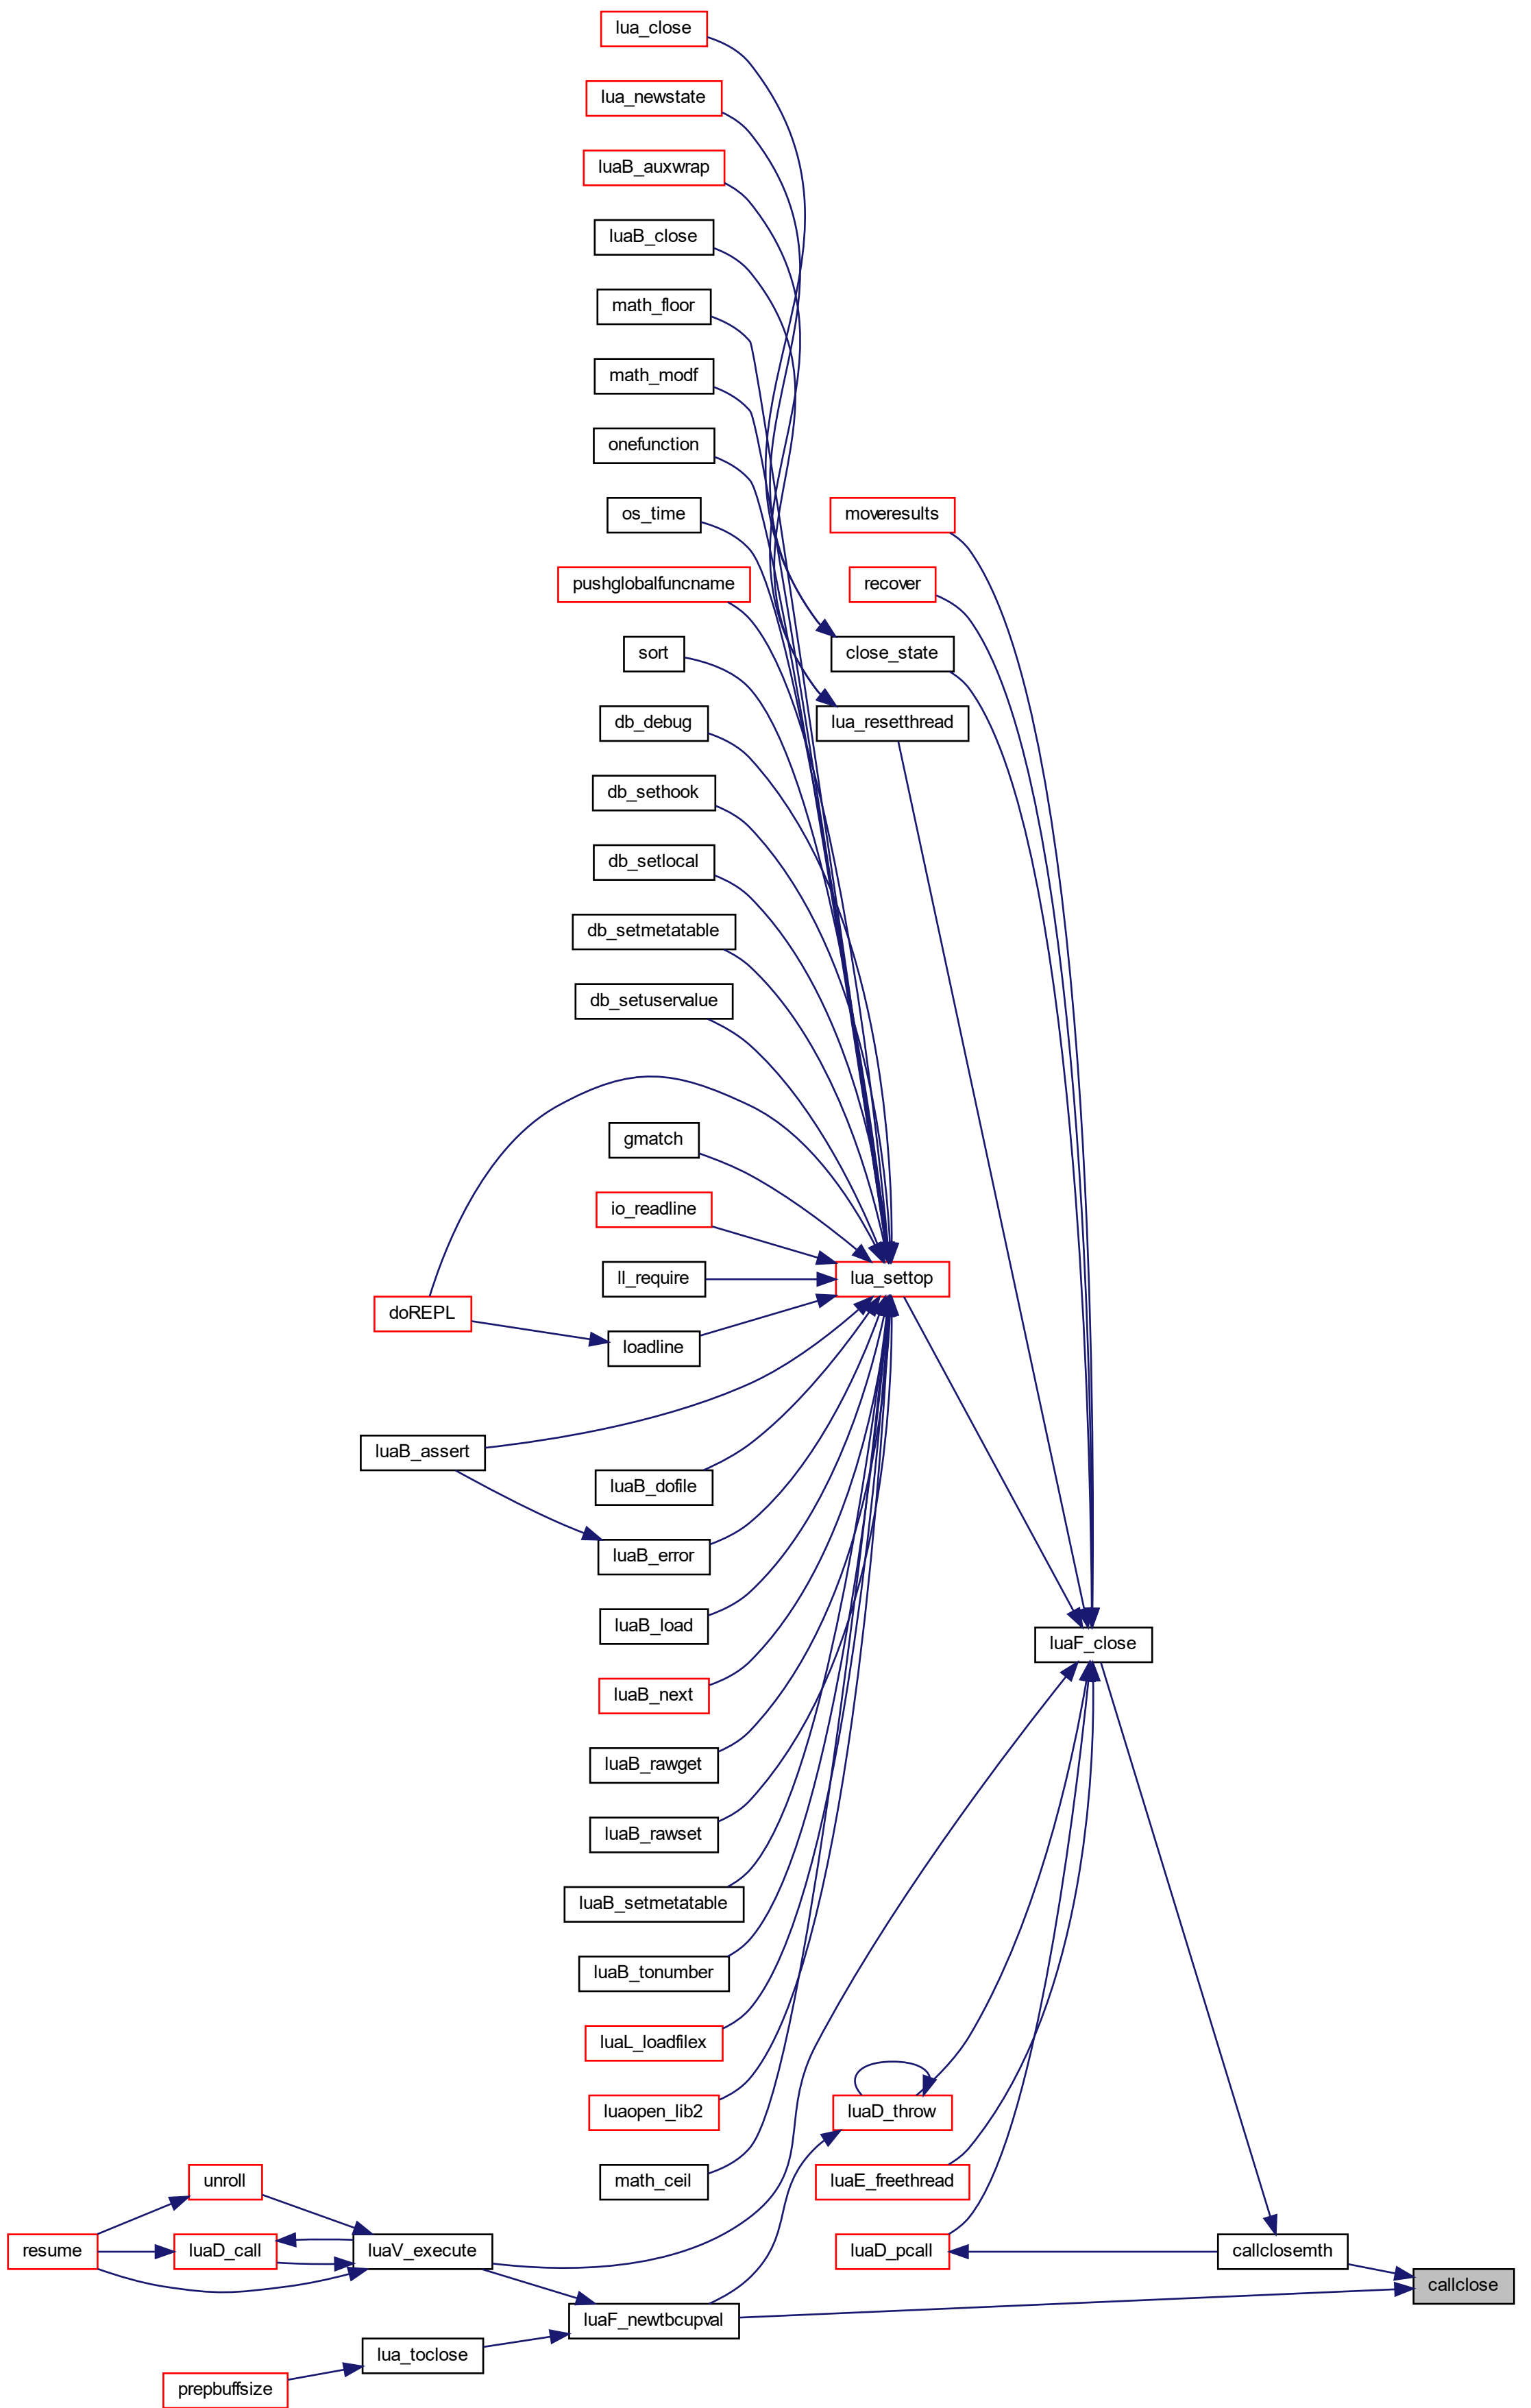 lua_close
lua_newstate
luaB_auxwrap
luaB_close
math_floor
math_modf
onefunction
os_time
moveresults
pushglobalfuncname
recover
sort
close_state
db_debug
lua_resetthread
db_sethook
db_setlocal
db_setmetatable
db_setuservalue
gmatch
io_readline
ll_require
lua_settop
doREPL
loadline
luaB_assert
luaB_dofile
luaB_error
luaB_load
luaF_close
luaB_next
luaB_rawget
luaB_rawset
luaB_setmetatable
luaB_tonumber
luaL_loadfilex
luaopen_lib2
luaD_throw
unroll
math_ceil
luaE_freethread
resume
luaD_call
luaV_execute
luaD_pcall
callclosemth
callclose
luaF_newtbcupval
lua_toclose
prepbuffsize